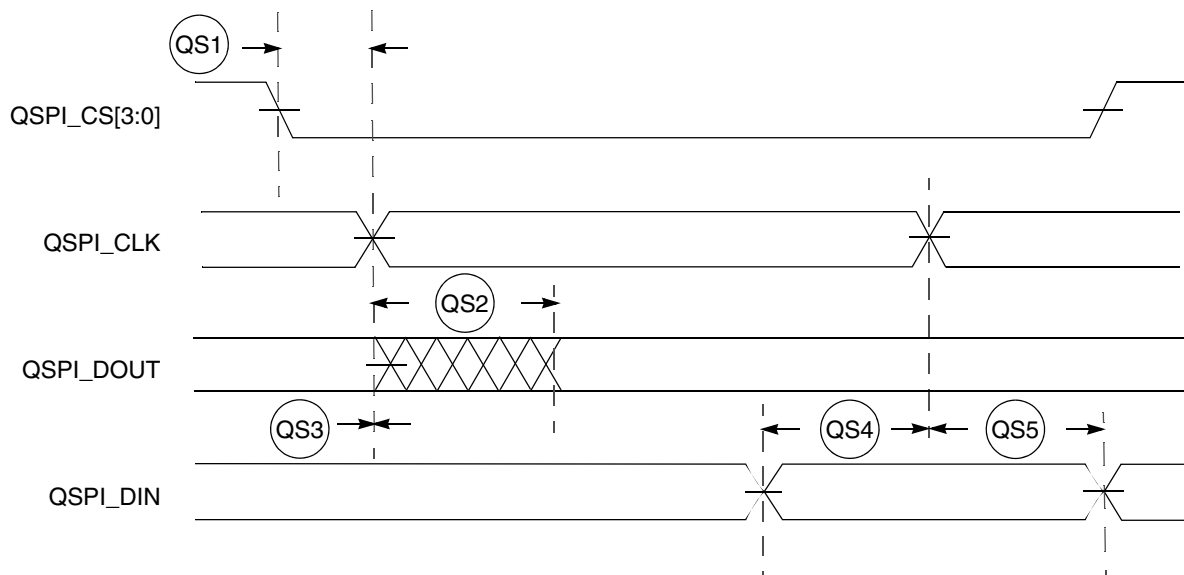 QS1
QSPI_CS[3:0]
QSPI_CLK
QS2
QSPI_DOUT
QS3
QS4
QS5
QSPI_DIN